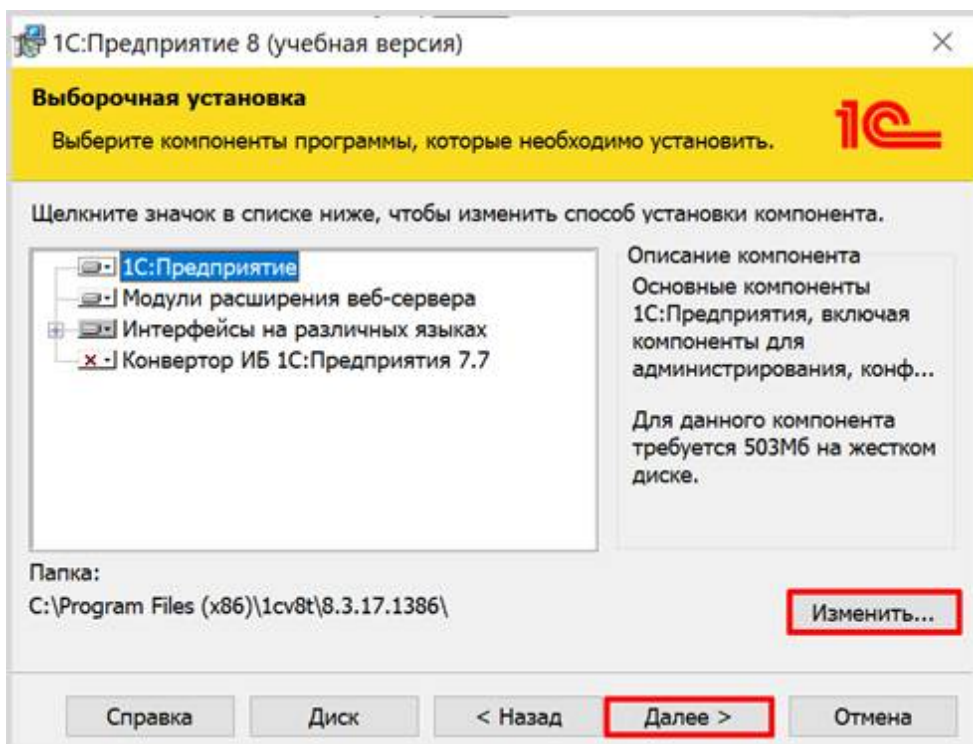 1С:Предприятие 8 (учебная версия)
Выборочная установка
Выберите компоненты программы, которые необходимо установить.
1С
Щелкните значок в списке ниже, чтобы изменить способ установки компонента.
1С:Предприятие
Модули расширения веб-сервера
Интерфейсы на различных языках
Конвертор ИБ 1С:Предприятия 7.7
Описание компонента
Основные компоненты
1С:Предприятия, включая
компоненты для
администрирования, конф...
Для данного компонента
требуется 503Мб на жестком
диске.
Папка:
C:\Program Files (x86)\1cv8t\8.3.17.1386\
Изменить...
Справка
Диск
< Назад
Далее >
Отмена